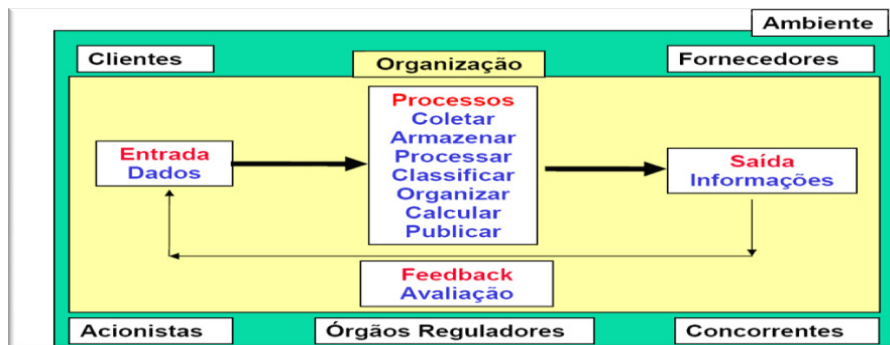 Ambiente
Clientes
Organização
Fornecedores
Processos
Coletar
Armazenar
Processar
Classificar
Organizar
Calcular
Publicar
Entrada
Dados
Saída
Informações
Feedback
Avaliação
Acionistas
Órgãos Reguladores
Concorrentes